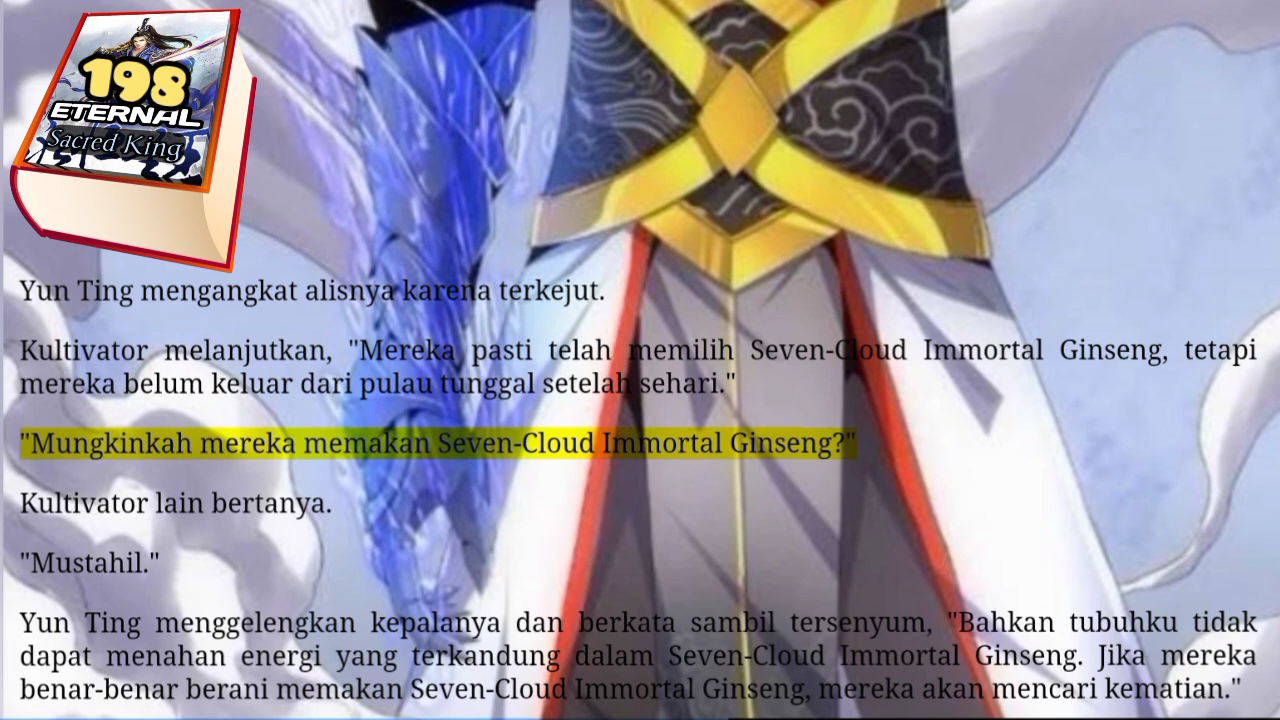 198
ETERNAL
Sacred King
Yun Ting mengangkat alisnya karena terkejut.
Kultivator melanjutkan, "Mereka pasti telah memilih Seven-Cloud Immortal Ginseng, tetapi
mereka belum keluar dari pulau tunggal setelah sehari."
"Mungkinkah mereka memakan Seven-Cloud Immortal Ginseng?"
Kultivator lain bertanya.
"Mustahil."
Yun Ting menggelengkan kepalanya dan berkata sambil tersenyum, "Bahkan tubuhku tidak
dapat menahan energi yang terkandung dalam Seven-Cloud Immortal Ginseng. Jika mereka
benar-benar berani memakan Seven-Cloud Immortal Ginseng, mereka akan mencari kematian."